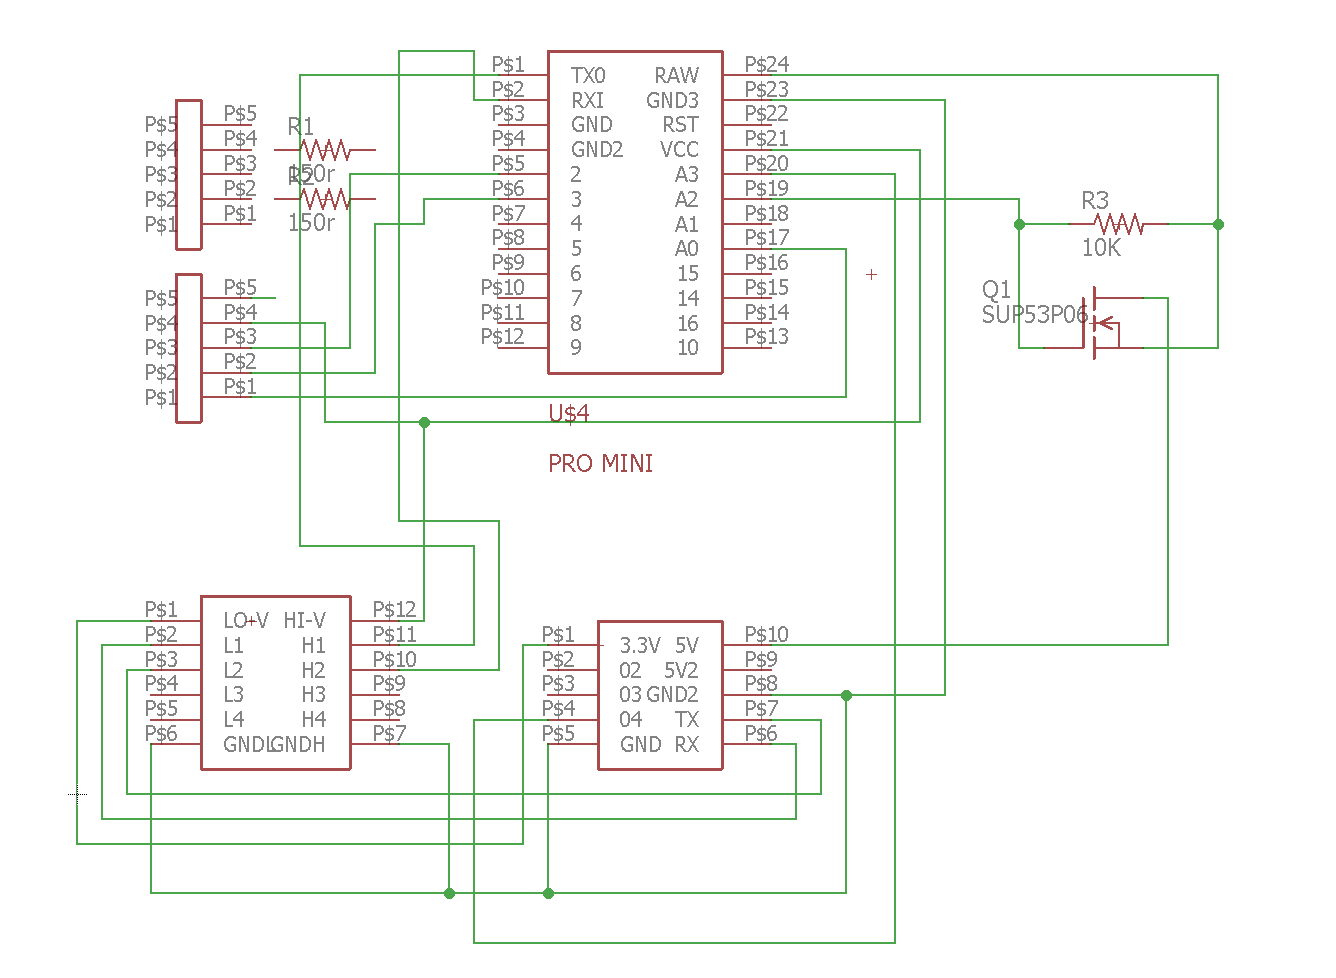 P$1 TX0 RAW P$24
P$2 RXI GND3 P$23
P$3 GND RST P$22
P$4 GND2 VCC P$21
P$5 2 A3 P$20
P$6 3 A2 P$19
P$7 4 A1 P$18
P$8 5 A0 P$17
P$9 6 15 P$16
P$10 7 14 P$15
P$11 8 16 P$14
P$12 9 10 P$13
U$4
PRO MINI
P$5 P$5
P$4 P$4
P$3 P$3
P$2 P$2
P$1 P$1
R1
150r
R2
150r
P$5 P$5
P$4 P$4
P$3 P$3
P$2 P$2
P$1 P$1
R3
10K
Q1
SUP53P06
P$1 LO+V HI-V P$12
P$2 L1 H1 P$11
P$3 L2 H2 P$10
P$4 L3 H3 P$9
P$5 L4 H4 P$8
P$6 GNDL GNDH P$7
P$1 3.3V 5V P$10
P$2 02 5V2 P$9
P$3 03 GND2 P$8
P$4 04 TX P$7
P$5 GND RX P$6